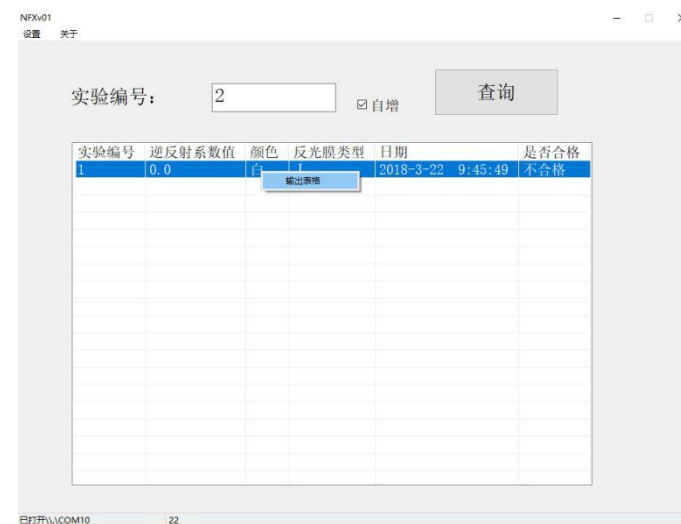 NFXv01
设置 关于
实验编号： 2 自增 查询
实验编号 逆反射系数值 颜色 反光膜类型 日期 是否合格
1 0.0 白 I 2018-3-22 9:45:49 不合格
输出表格
已打开\\.\COM10 22